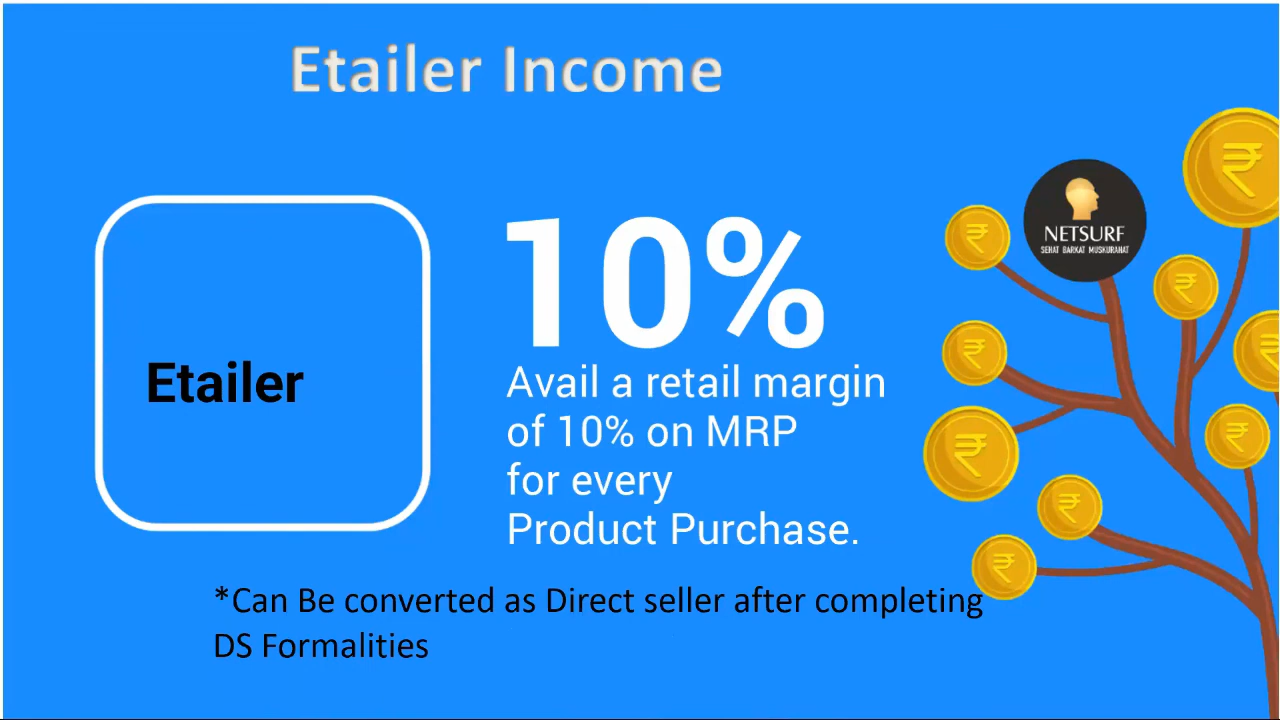 Etailer Income
Etailer
10%
Avail a retail margin
of 10% on MRP
for every
Product Purchase.
*Can Be converted as Direct seller after completing
DS Formalities
NETSURF
SEHAT BARKAT MUSKURAHAT
₹
₹
₹
₹
₹
₹
₹
₹
₹